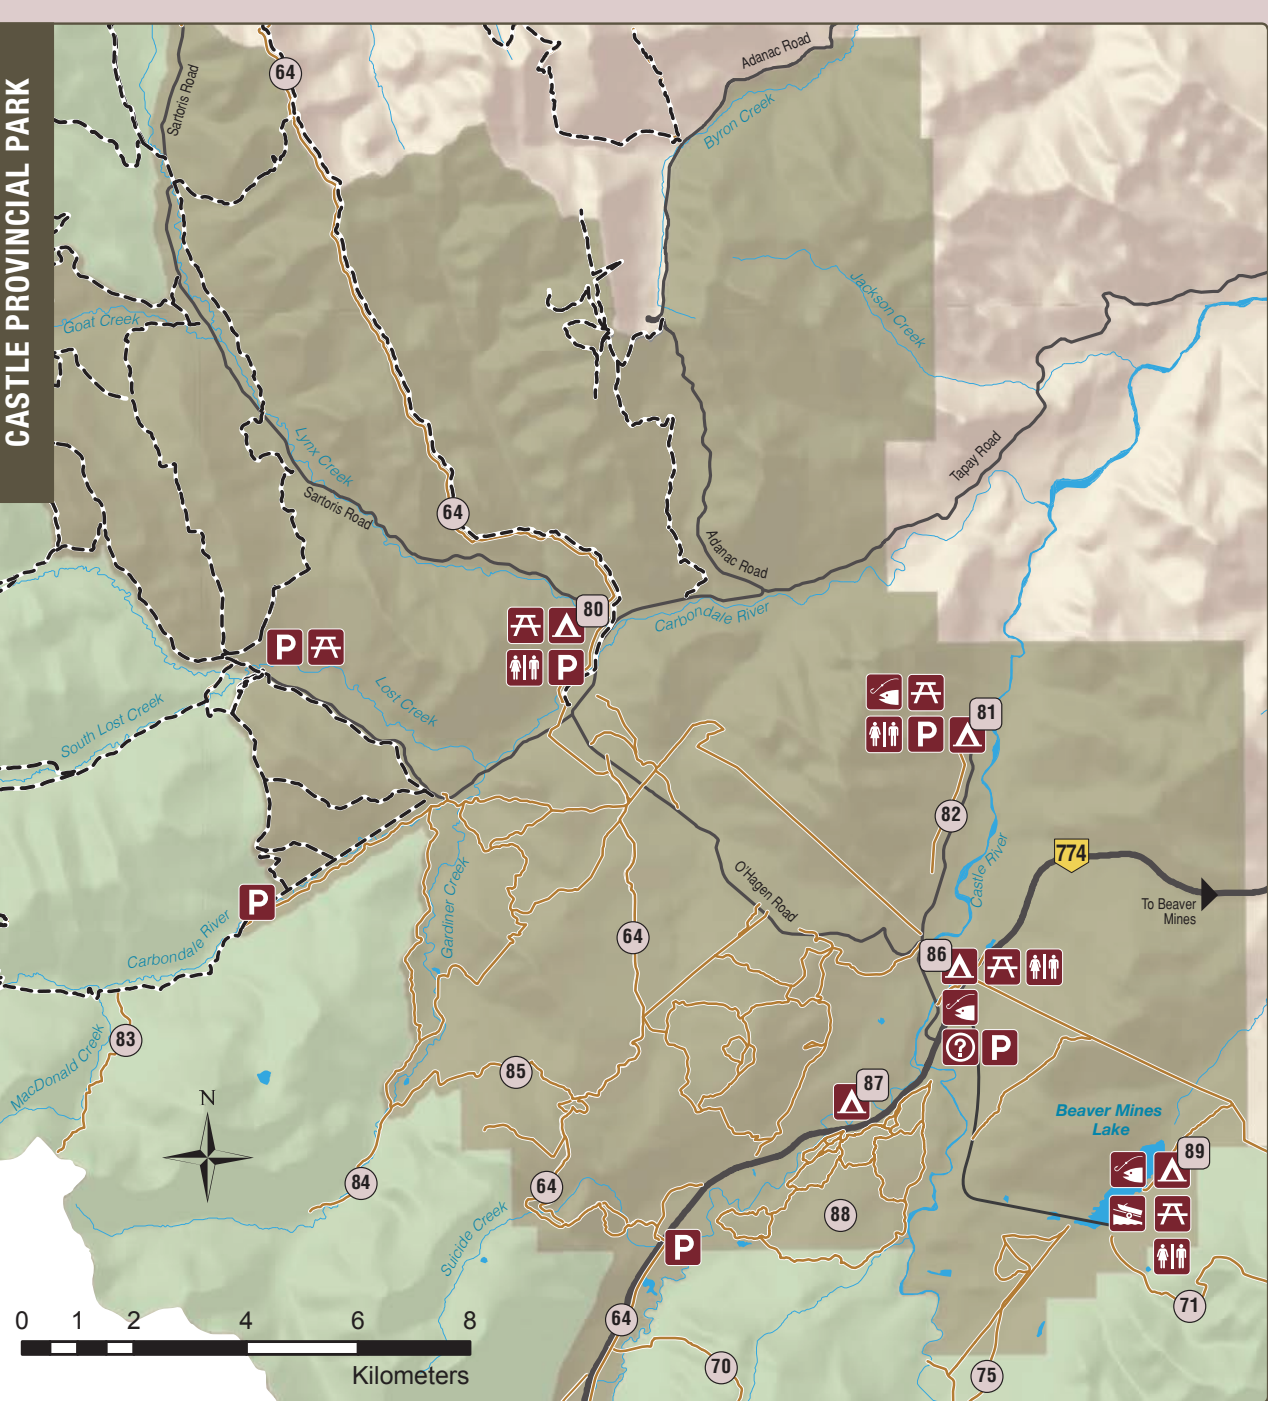 CASTLE PROVINCIAL PARK
64
Sartoris Road
Adanac Road
Byron Creek
Goat Creek
Jackson Creek
Lynx Creek
Sartoris Road
64
Tapay Road
Adanac Road
80
Carbondale River
P
P
Lost Creek
South Lost Creek
81
P
82
Castle River
774
To Beaver
Mines
O'Hagen Road
Gardiner Creek
P
Carbondale River
64
86
?
P
83
MacDonald Creek
85
87
N
Beaver Mines
Lake
89
84
64
88
Suicide Creek
P
71
64
70
75
0 1 2 4 6 8
Kilometers